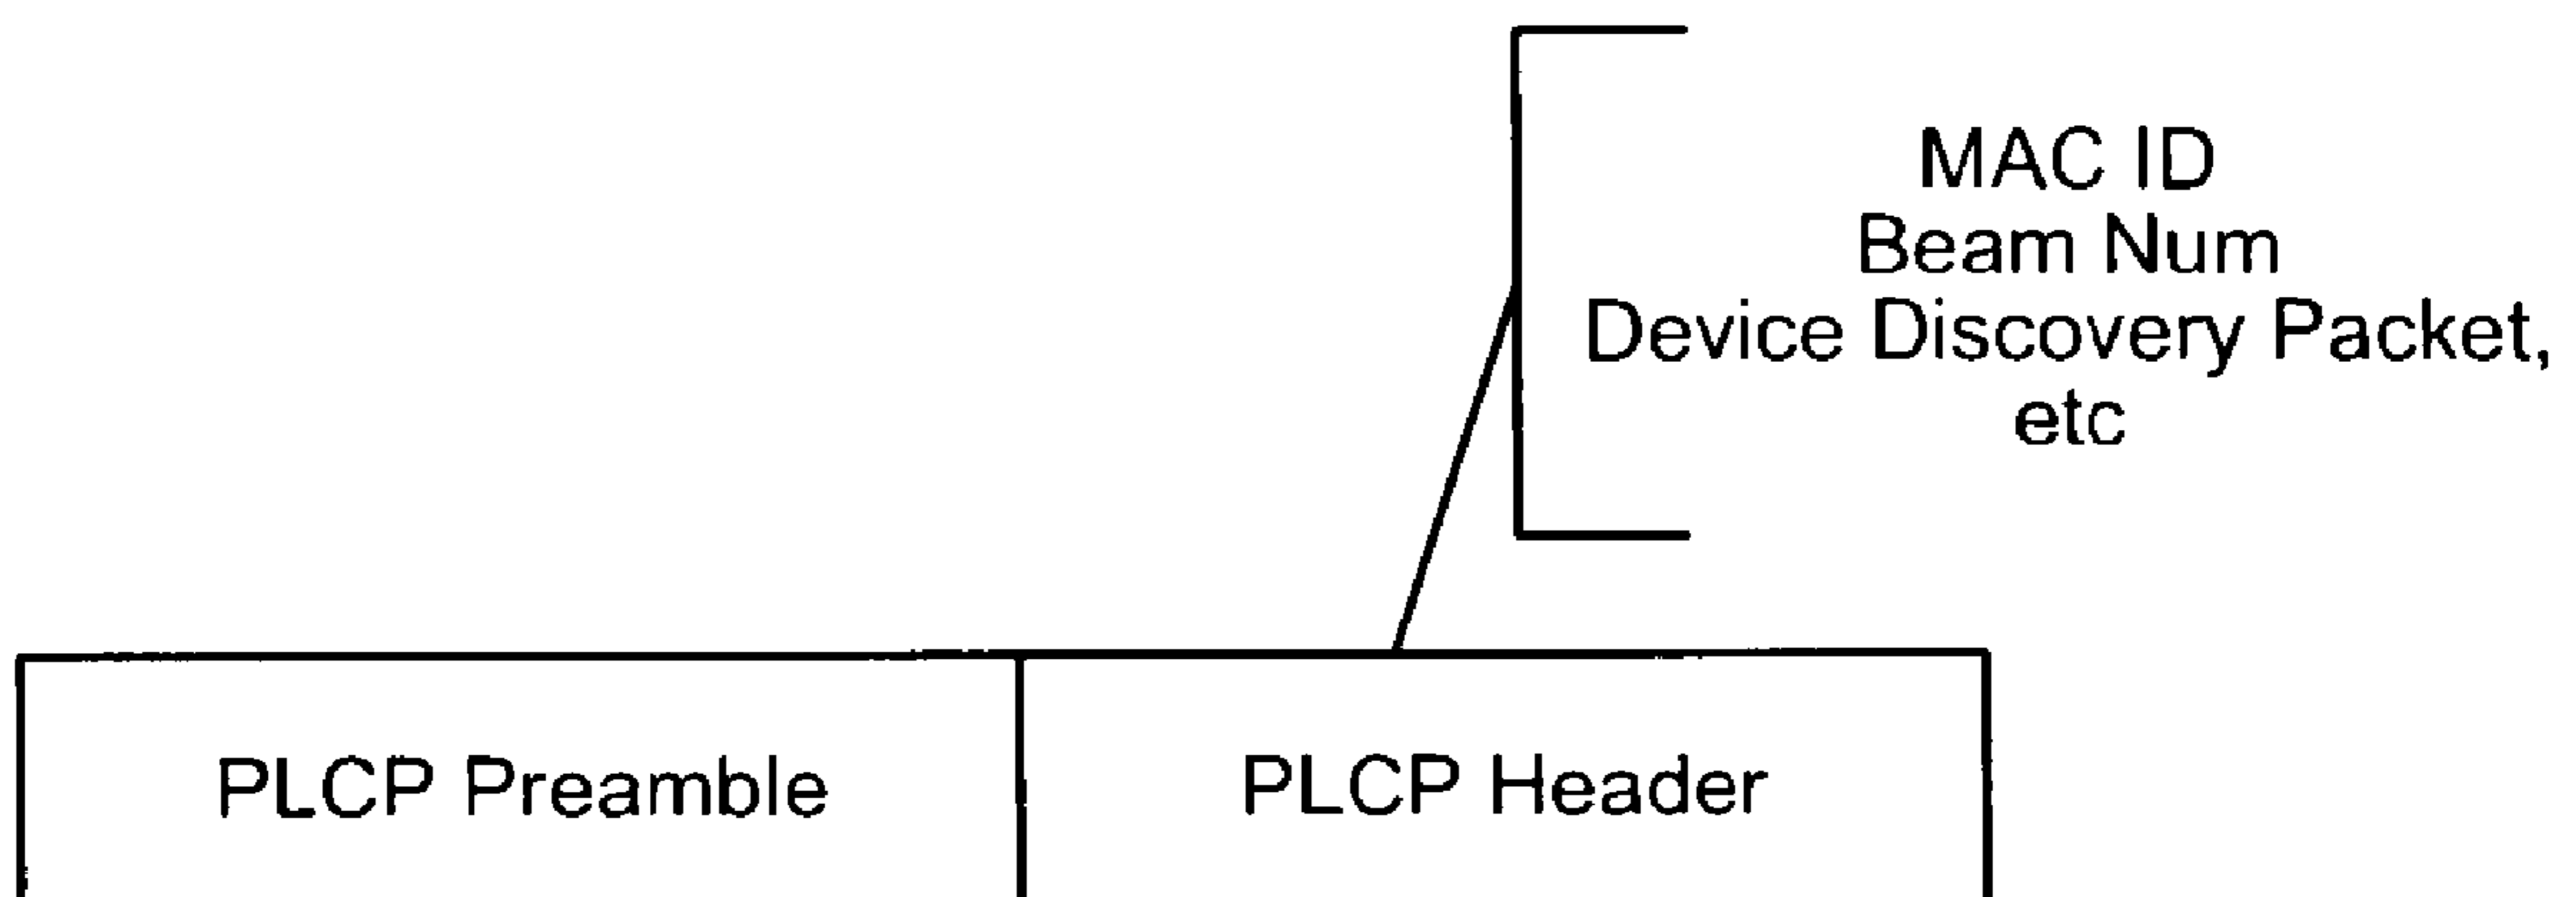 MAC ID
Beam Num
Device Discovery Packet,
etc
PLCP Preamble
PLCP Header